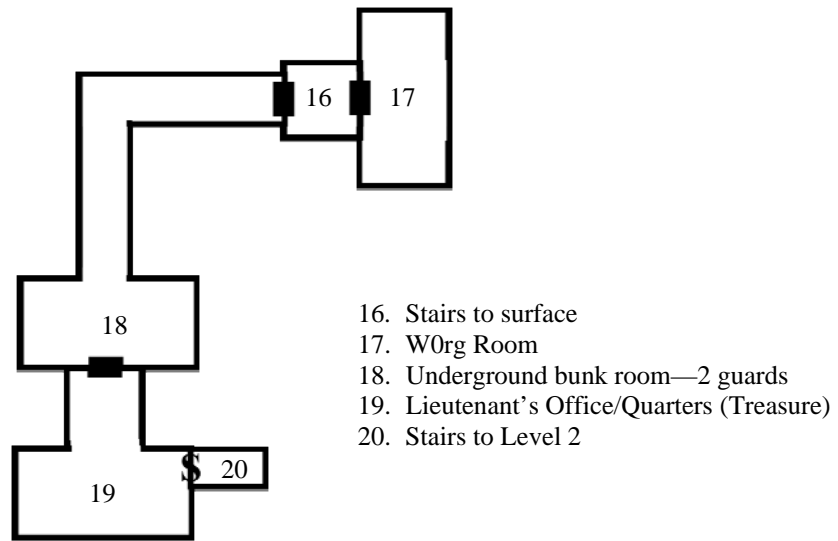 16
17
18
16. Stairs to surface
17. W0rg Room
18. Underground bunk room—2 guards
19. Lieutenant’s Office/Quarters (Treasure)
20. Stairs to Level 2
S
20
19